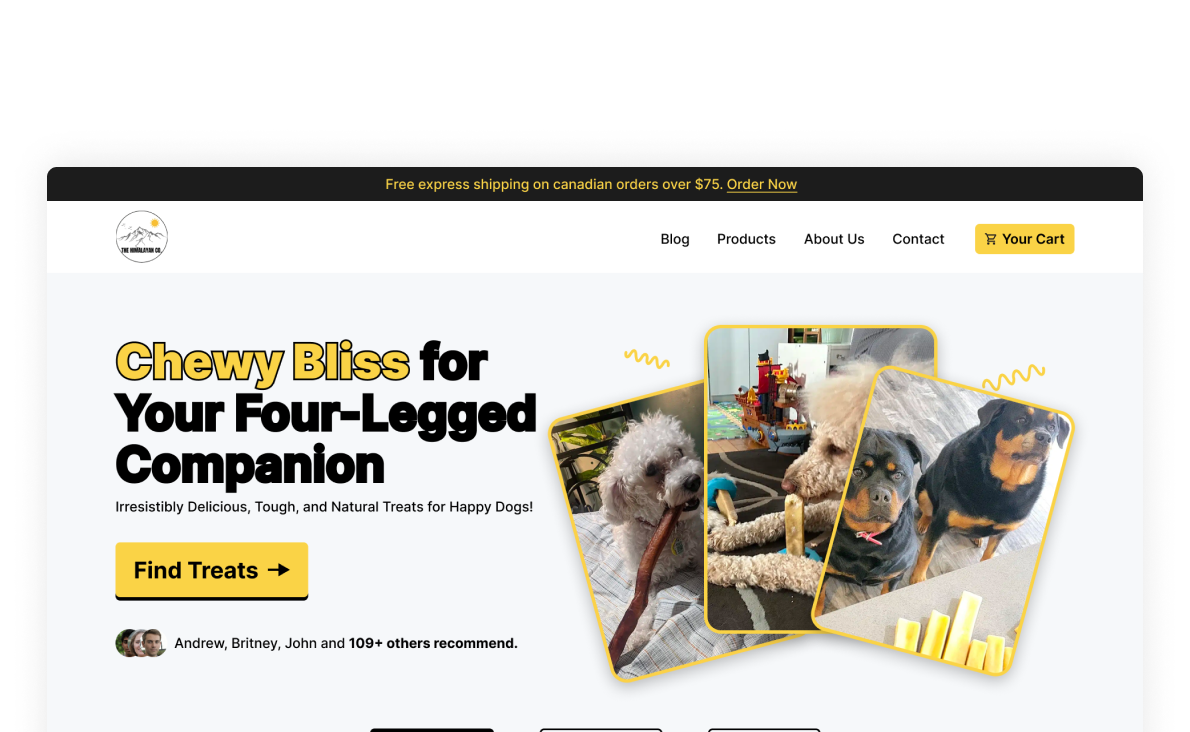 Free express shipping on canadian orders over $75. Order Now
THE HIMALAYAN CO.
Blog Products About Us Contact Your Cart
Chewy Bliss for
Your Four-Legged
Companion
Irresistibly Delicious, Tough, and Natural Treats for Happy Dogs!
Find Treats
Andrew, Britney, John and 109+ others recommend.